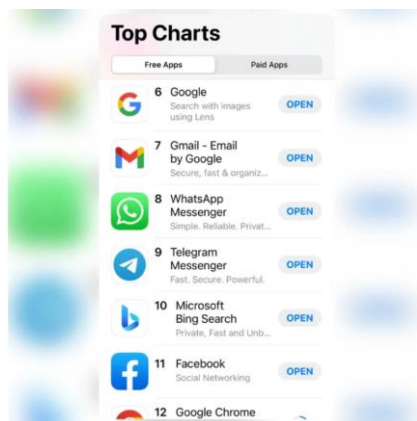 Top Charts
Free Apps
Paid Apps
6 Google
Search with images
using Lens
OPEN
7 Gmail - Email
by Google
Secure, fast & organiz...
OPEN
8 WhatsApp
Messenger
Simple. Reliable. Privat...
OPEN
9 Telegram
Messenger
Fast. Secure. Powerful.
OPEN
10 Microsoft
Bing Search
Private, Fast and Unb...
OPEN
11 Facebook
Social Networking
OPEN
12 Google Chrome